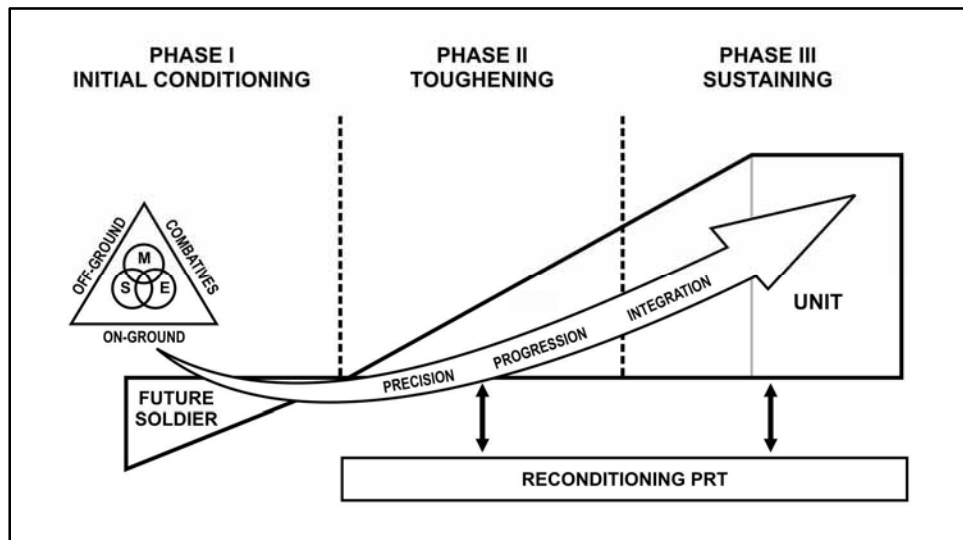 PHASE I
INITIAL CONDITIONING
PHASE II
TOUGHENING
PHASE III
SUSTAINING
OFF-GROUND
COMBATIVES
M
S
E
ON-GROUND
FUTURE
SOLDIER
PRECISION
PROGRESSION
INTEGRATION
UNIT
RECONDITIONING PRT